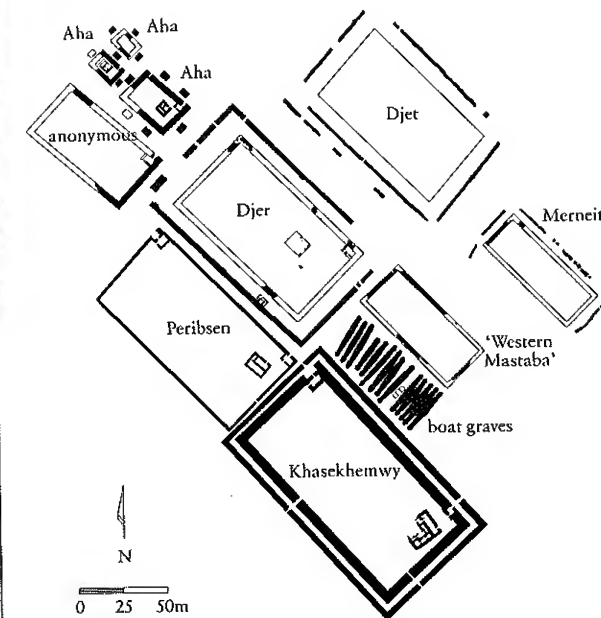 Aha
Aha
Aha
anonymous
Djet
Djer
Merneit
Peribsen
'Western
Mastaba'
boat graves
Khasekhemwy
N
0 25 50m